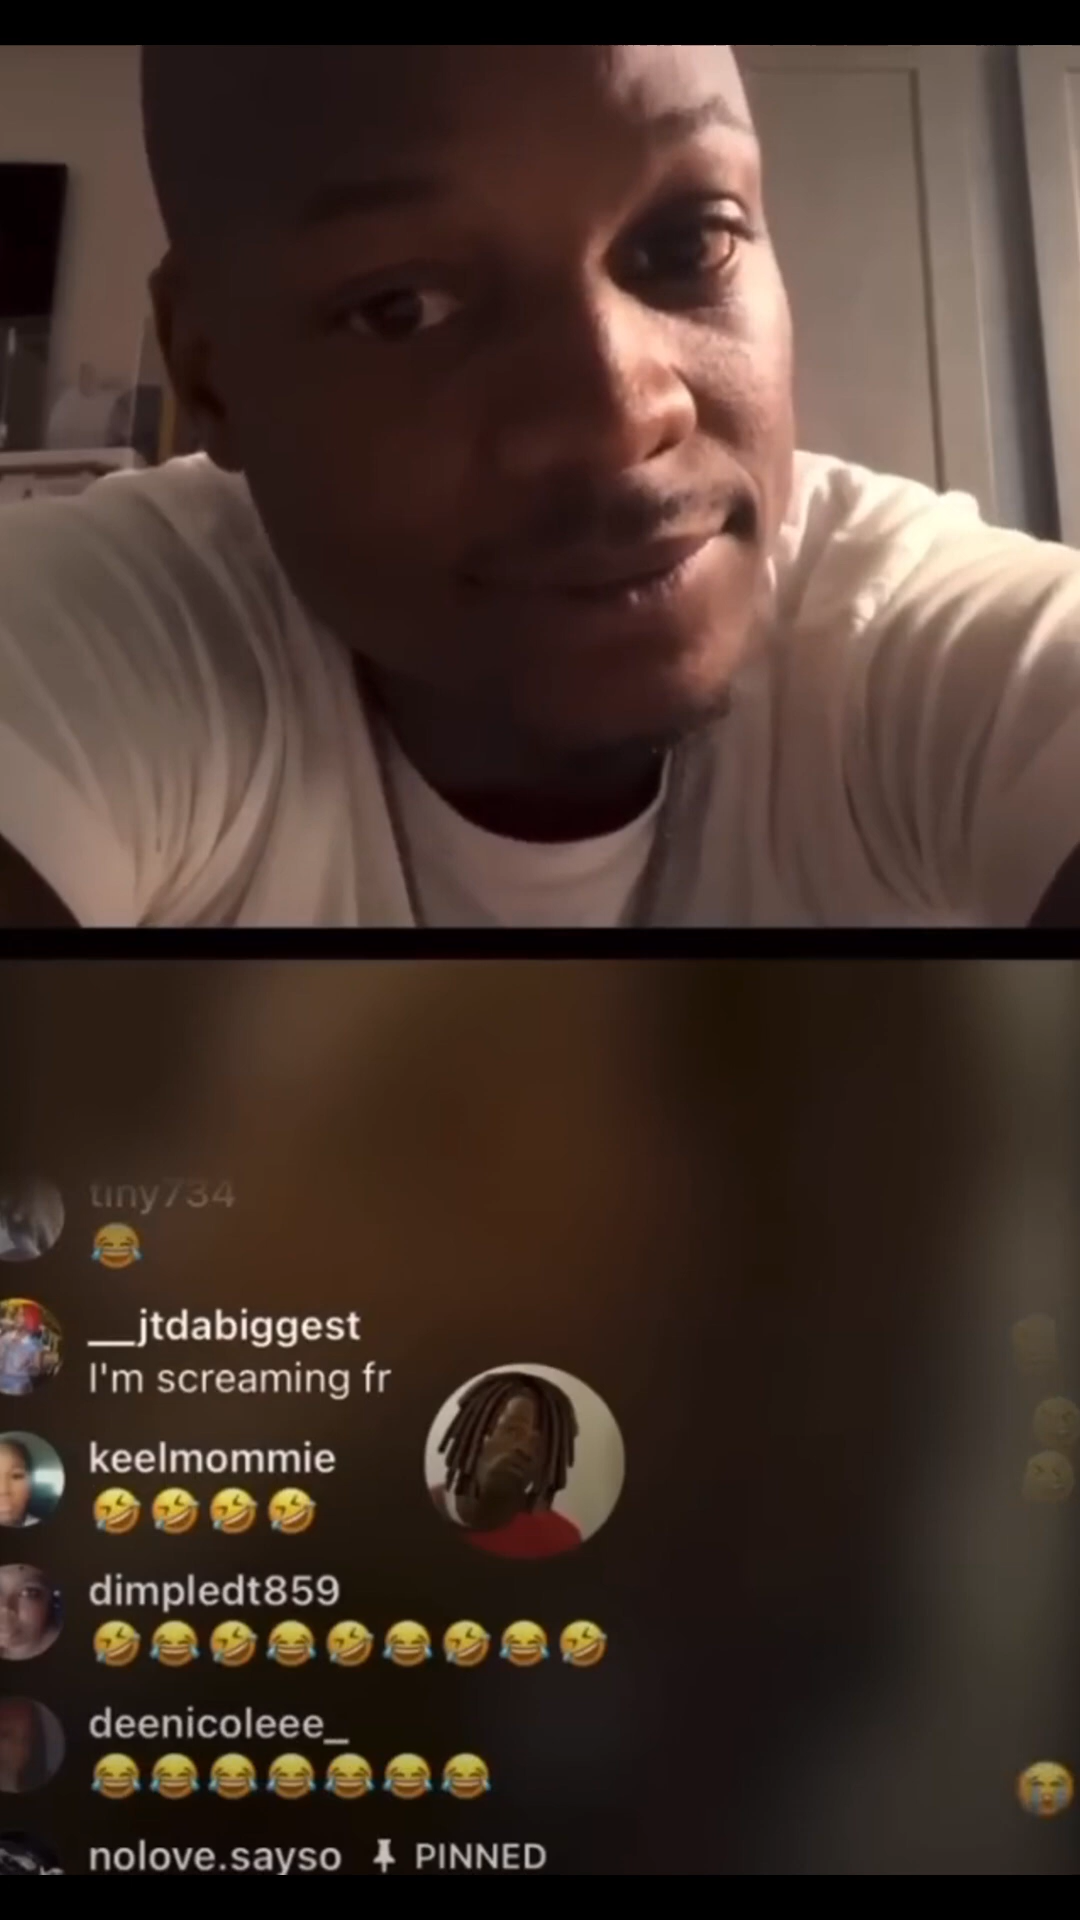 tiny734
😂
__jtdabiggest
I'm screaming fr
keelmommie
🤣🤣🤣🤣
dimpledt859
🤣😂🤣😂🤣😂🤣😂🤣
deenicoleee_
😂😂😂😂😂😂😂
nolove.sayso 📌 PINNED